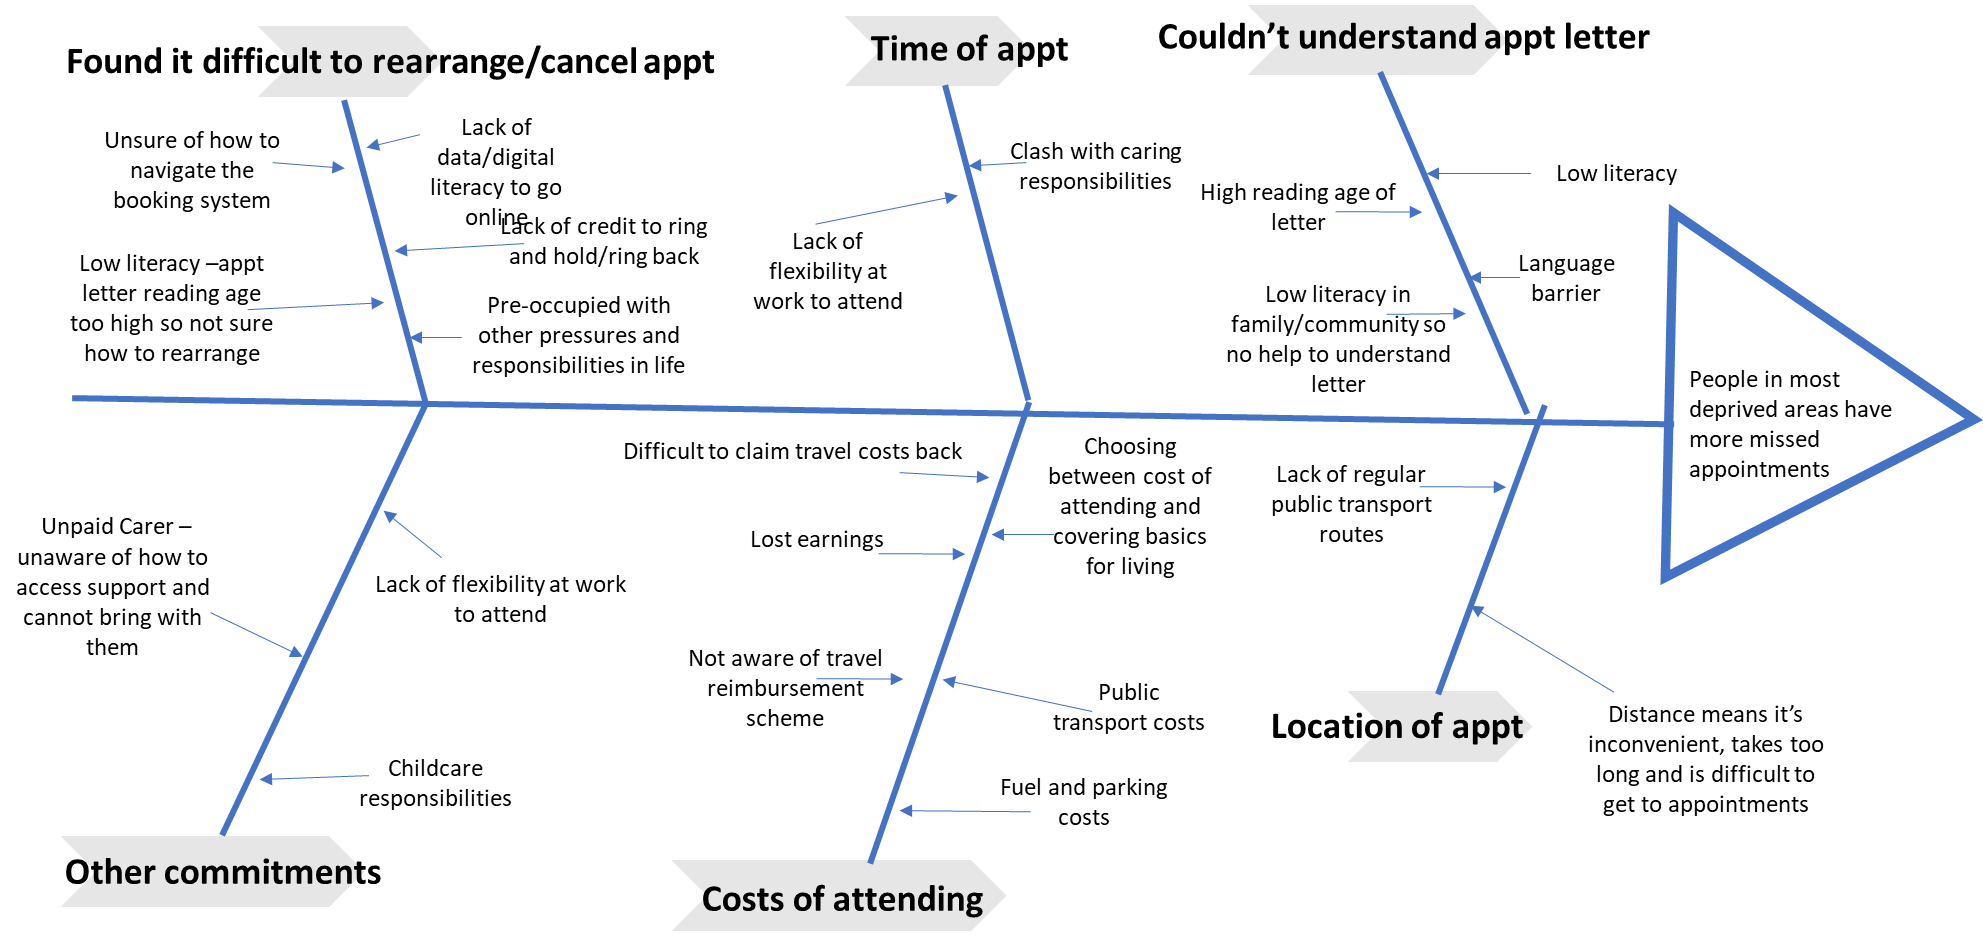 Found it difficult to rearrange/cancel appt
Unsure of how to
navigate the
booking system
Lack of
data/digital
literacy to go
online
Lack of credit to ring
and hold/ring back
Low literacy –appt
letter reading age
too high so not sure
how to rearrange
Pre-occupied with
other pressures and
responsibilities in life
Time of appt
Clash with caring
responsibilities
Lack of
flexibility at
work to attend
Couldn’t understand appt letter
Low literacy
High reading age of
letter
Language
barrier
Low literacy in
family/community so
no help to understand
letter
People in most
deprived areas have
more missed
appointments
Unpaid Carer –
unaware of how to
access support and
cannot bring with
them
Lack of flexibility at work
to attend
Childcare
responsibilities
Other commitments
Difficult to claim travel costs back
Choosing
between cost of
attending and
covering basics
for living
Lost earnings
Not aware of travel
reimbursement
scheme
Public
transport costs
Fuel and parking
costs
Costs of attending
Lack of regular
public transport
routes
Location of appt
Distance means it’s
inconvenient, takes too
long and is difficult to
get to appointments